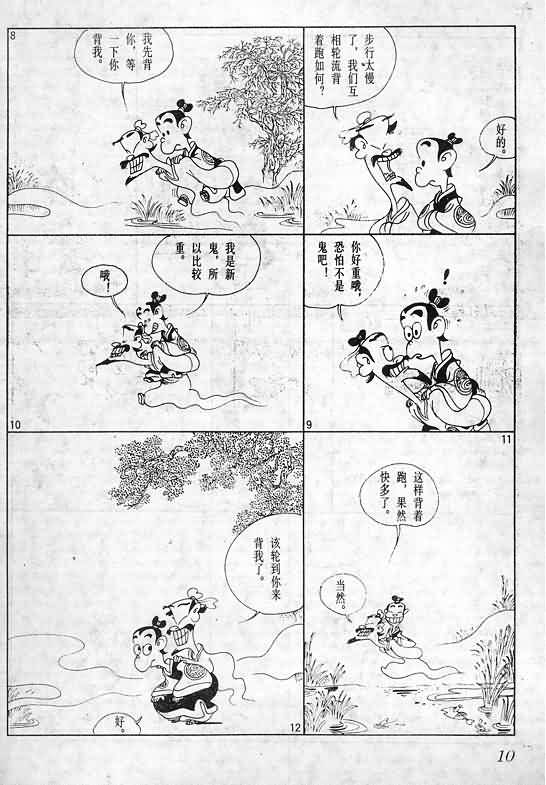 步行太慢
了，我们互
相轮流背
着跑如何？
好的。
8
我先背
你，等
一下你
背我。
你好重哦，
恐怕不是
鬼吧！
！
9
我是新
鬼，所
以比较
重。
哦！
10
11
这样背着
跑，果然
快多了。
当然。
该轮到你来
背我了。
好。
12
10